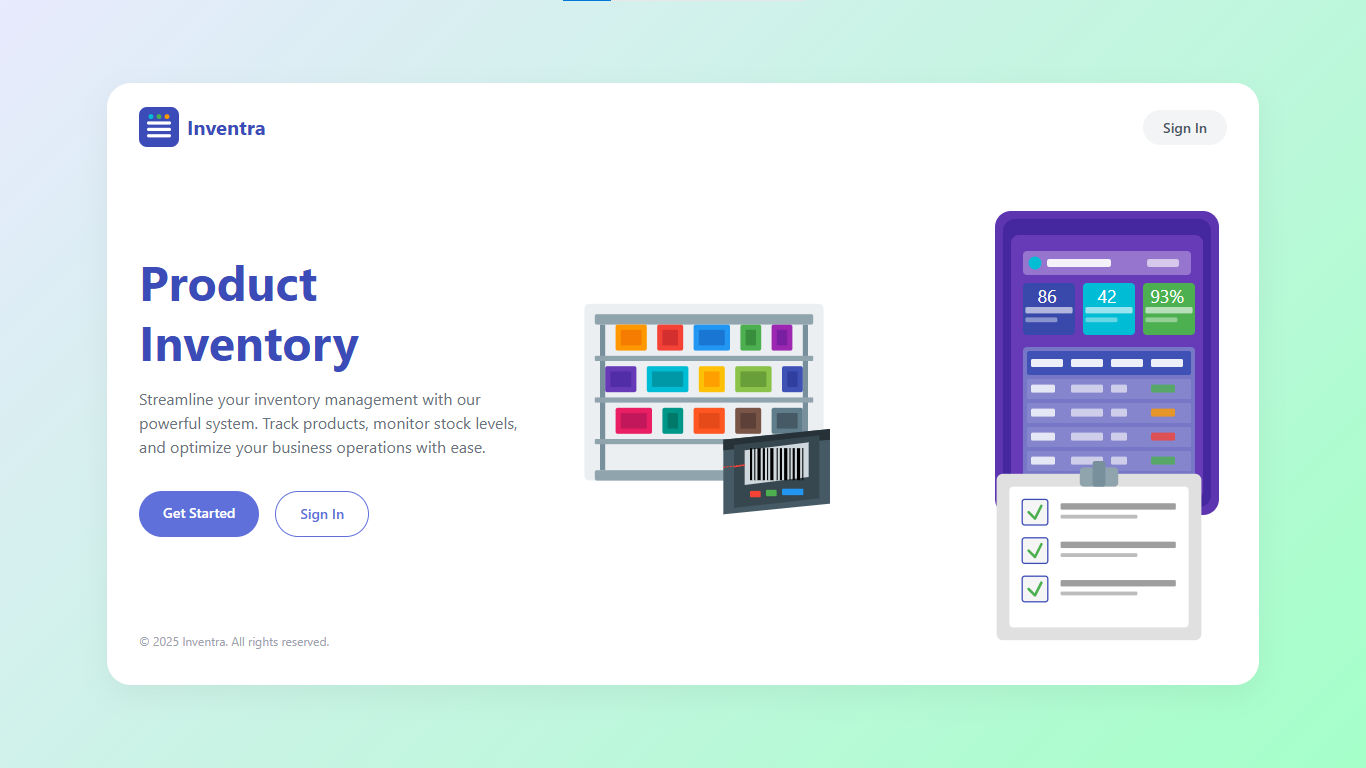 Inventra
Sign In
Product
Inventory
Streamline your inventory management with our
powerful system. Track products, monitor stock levels,
and optimize your business operations with ease.
Get Started
Sign In
86
42
93%
© 2025 Inventra. All rights reserved.